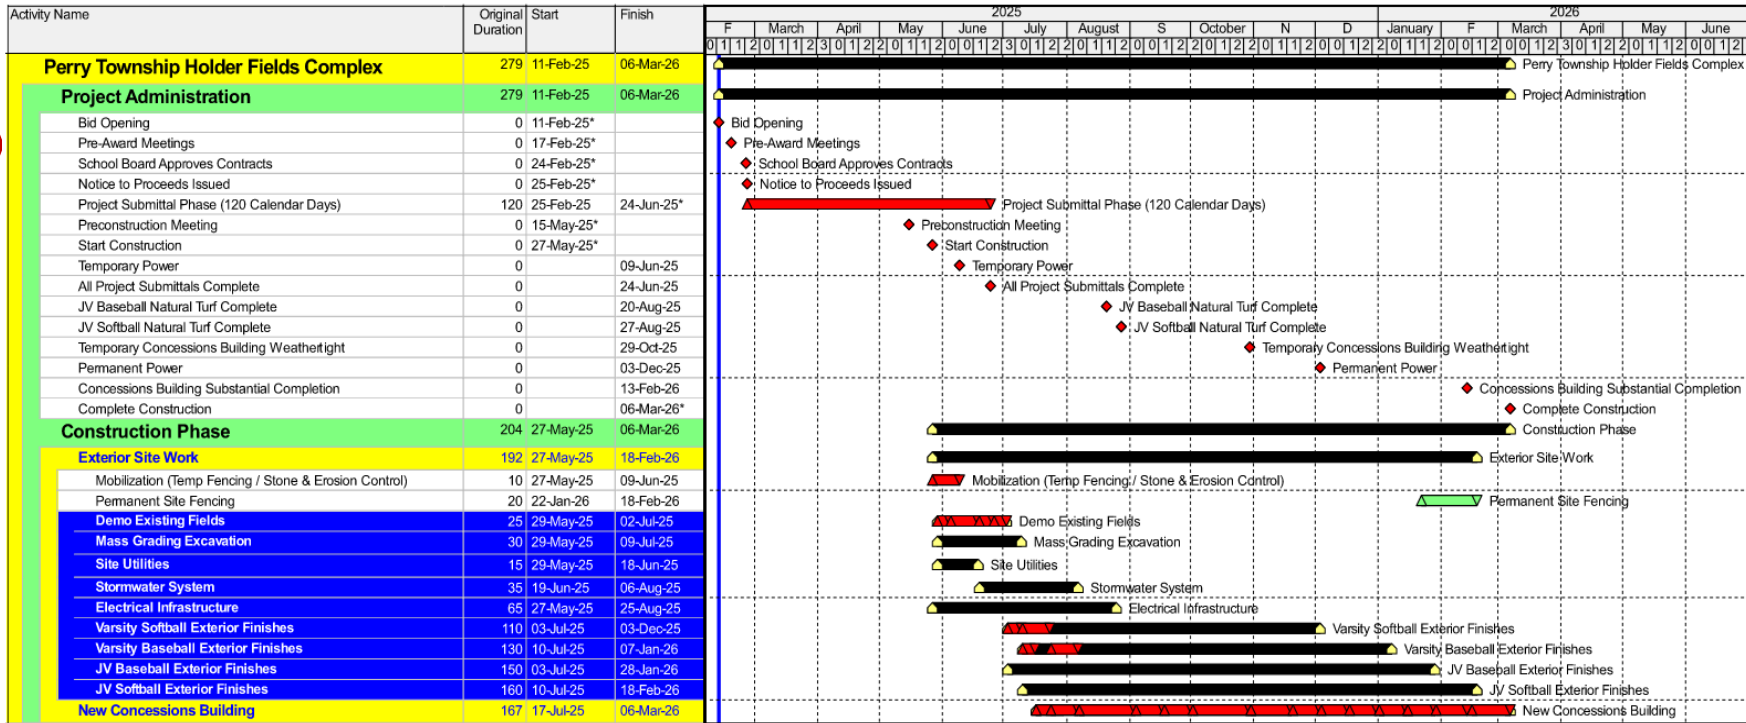 Activity Name Original Duration Start Finish 2025 2026
F March April May June July August S October N D January F March April May June
Perry Township Holder Fields Complex 279 11-Feb-25 06-Mar-26 Perry Township Holder Fields Complex
Project Administration 279 11-Feb-25 06-Mar-26 Project Administration
Bid Opening 0 11-Feb-25* Bid Opening
Pre-Award Meetings 0 17-Feb-25* Pre-Award Meetings
School Board Approves Contracts 0 24-Feb-25* School Board Approves Contracts
Notice to Proceeds Issued 0 25-Feb-25* Notice to Proceeds Issued
Project Submittal Phase (120 Calendar Days) 120 25-Feb-25 24-Jun-25* Project Submittal Phase (120 Calendar Days)
Preconstruction Meeting 0 15-May-25* Preconstruction Meeting
Start Construction 0 27-May-25* Start Construction
Temporary Power 0 09-Jun-25 Temporary Power
All Project Submittals Complete 0 24-Jun-25 All Project Submittals Complete
JV Baseball Natural Turf Complete 0 20-Aug-25 JV Baseball Natural Turf Complete
JV Softball Natural Turf Complete 0 27-Aug-25 JV Softball Natural Turf Complete
Temporary Concessions Building Weathertight 0 29-Oct-25 Temporary Concessions Building Weathertight
Permanent Power 0 03-Dec-25 Permanent Power
Concessions Building Substantial Completion 0 13-Feb-26 Concessions Building Substantial Completion
Complete Construction 0 06-Mar-26* Complete Construction
Construction Phase 204 27-May-25 06-Mar-26 Construction Phase
Exterior Site Work 192 27-May-25 18-Feb-26 Exterior Site Work
Mobilization (Temp Fencing / Stone & Erosion Control) 10 27-May-25 09-Jun-25 Mobilization (Temp Fencing / Stone & Erosion Control)
Permanent Site Fencing 20 22-Jan-26 18-Feb-26 Permanent Site Fencing
Demo Existing Fields 25 29-May-25 02-Jul-25 Demo Existing Fields
Mass Grading Excavation 30 29-May-25 09-Jul-25 Mass Grading Excavation
Site Utilities 15 29-May-25 18-Jun-25 Site Utilities
Stormwater System 35 19-Jun-25 06-Aug-25 Stormwater System
Electrical Infrastructure 65 27-May-25 25-Aug-25 Electrical Infrastructure
Varsity Softball Exterior Finishes 110 03-Jul-25 03-Dec-25 Varsity Softball Exterior Finishes
Varsity Baseball Exterior Finishes 130 10-Jul-25 07-Jan-26 Varsity Baseball Exterior Finishes
JV Baseball Exterior Finishes 150 03-Jul-25 28-Jan-26 JV Baseball Exterior Finishes
JV Softball Exterior Finishes 160 10-Jul-25 18-Feb-26 JV Softball Exterior Finishes
New Concessions Building 167 17-Jul-25 06-Mar-26 New Concessions Building